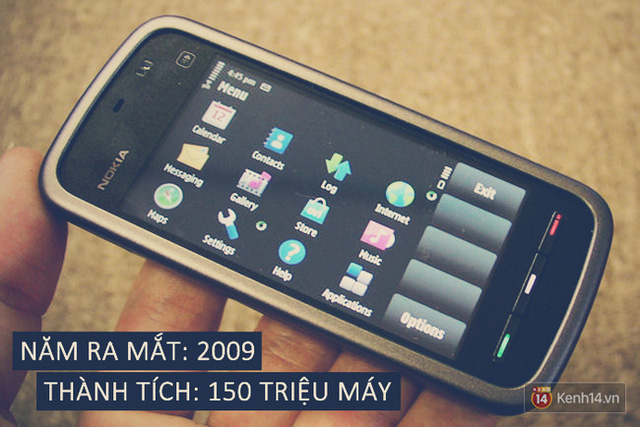 4:45 pm
Menu
NOKIA
Calendar
Contacts
Log
Internet
Messaging
Gallery
Store
Music
Maps
Settings
Help
Applications
Exit
Options
NĂM RA MẮT: 2009
THÀNH TÍCH: 150 TRIỆU MÁY
14 Kenh14.vn